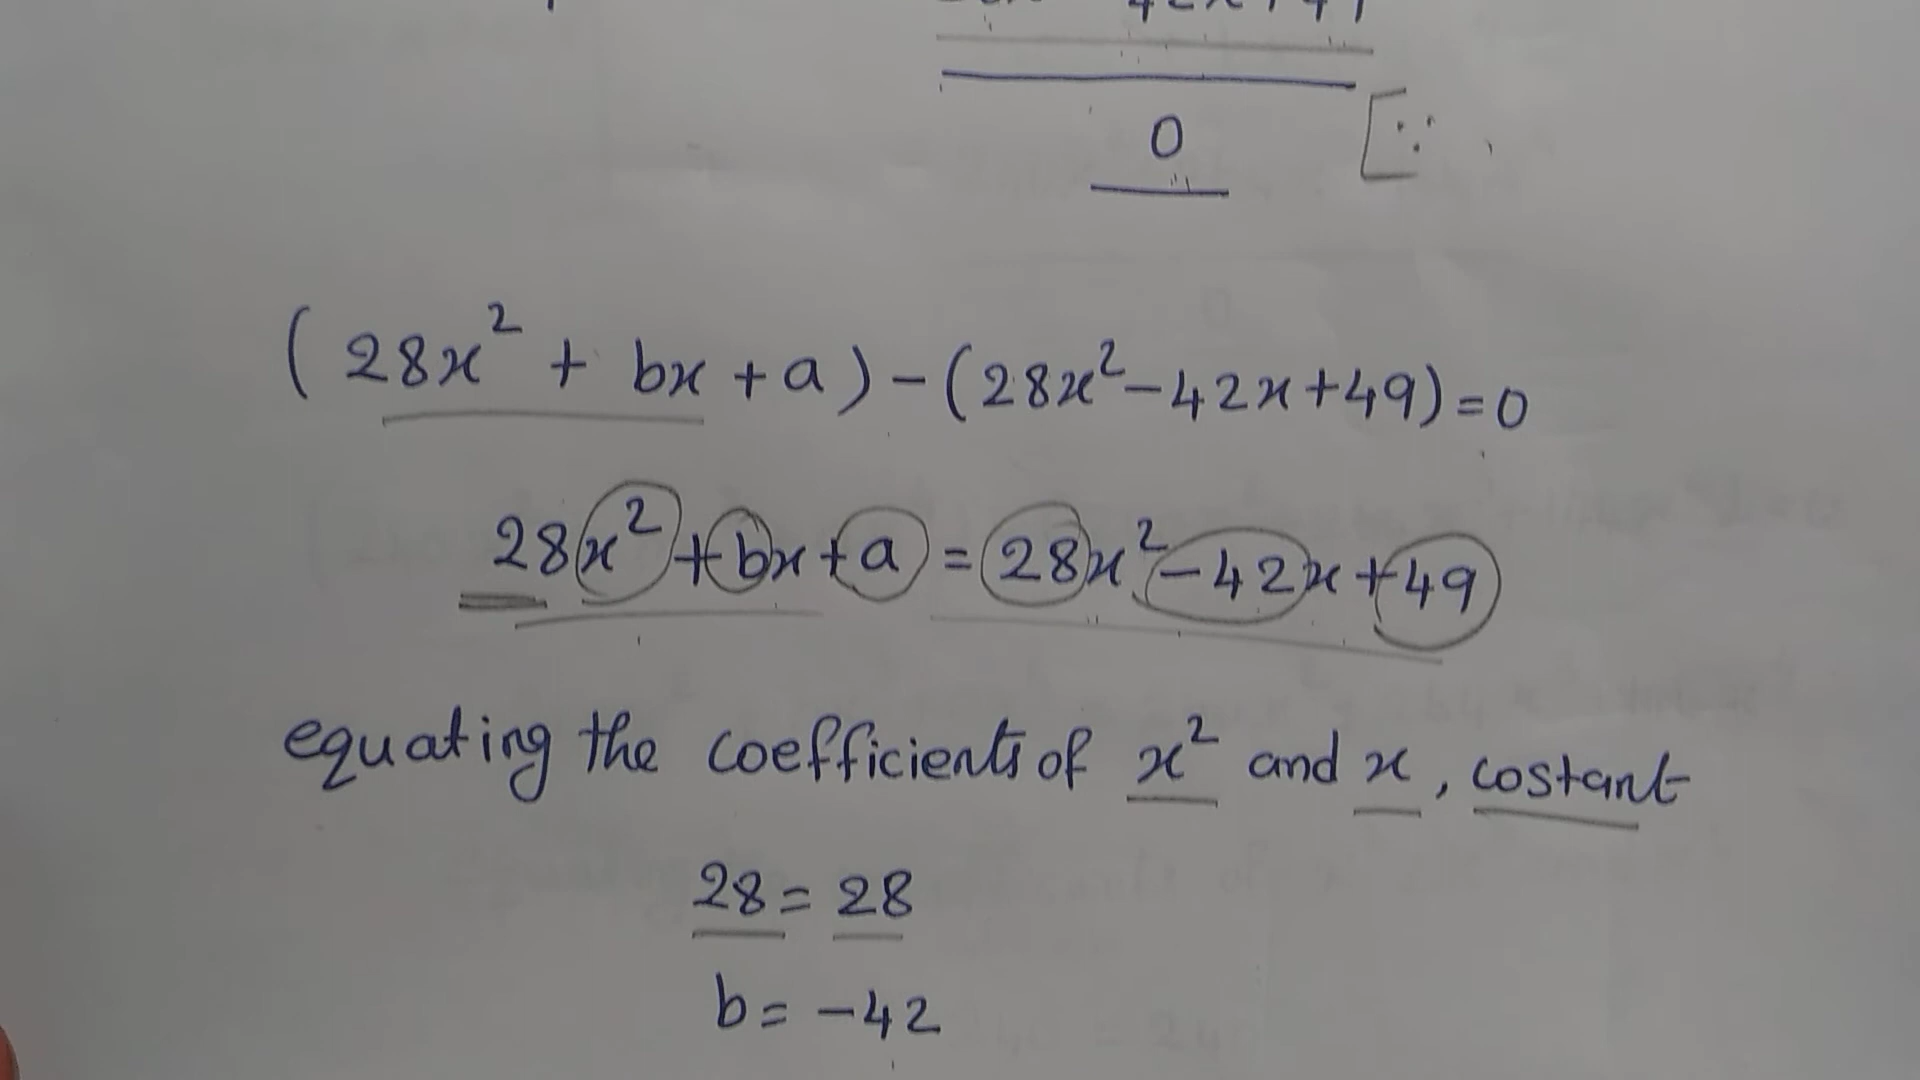 0 [∵
(28x² + bx + a) - (28x² - 42x + 49) = 0
28x² + bx + a = 28x² - 42x + 49
equating the coefficients of x² and x, costant
28 = 28
b = -42